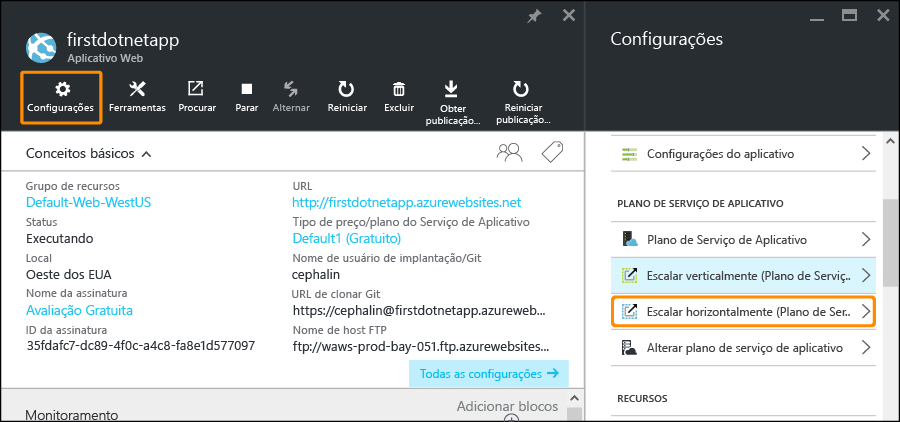 firstdotnetapp
Aplicativo Web
Configurações
Ferramentas
Procurar
Parar
Alternar
Reiniciar
Excluir
Obter
publicação...
Reiniciar
publicação...
Conceitos básicos
Grupo de recursos
Default-Web-WestUS
Status
Executando
Local
Oeste dos EUA
Nome da assinatura
Avaliação Gratuita
ID da assinatura
35fdafc7-dc89-4f0c-a4c8-fa8e1d577097
URL
http://firstdotnetapp.azurewebsites.net
Tipo de preço/plano do Serviço de Aplicativo
Default1 (Gratuito)
Nome de usuário de implantação/Git
cephalin
URL de clonar Git
https://cephalin@firstdotnetapp.azureweb...
Nome de host FTP
ftp://waws-prod-bay-051.ftp.azurewebsites...
Todas as configurações →
Monitoramento
Adicionar blocos
Configurações
Configurações do aplicativo
PLANO DE SERVIÇO DE APLICATIVO
Plano de Serviço de Aplicativo
Escalar verticalmente (Plano de Serviç..
Escalar horizontalmente (Plano de Ser..
Alterar plano de serviço de aplicativo
RECURSOS